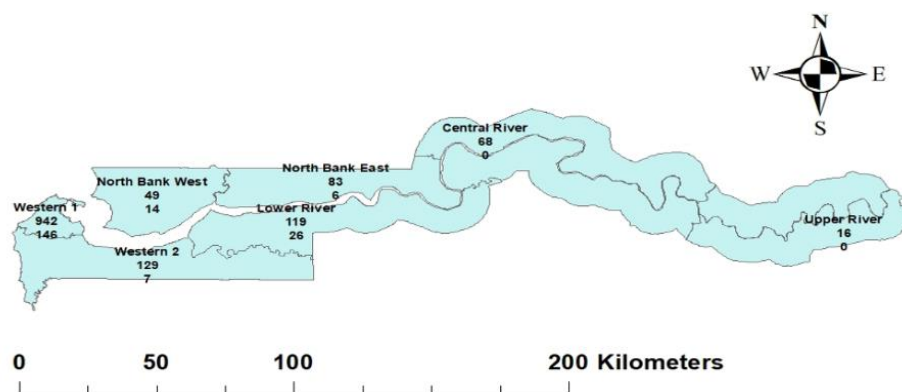 N
W E
S
Central River
68
0
North Bank East
83
6
North Bank West
49
14
Western 1
942
146
Lower River
119
26
Upper River
16
0
Western 2
129
7
0 50 100 200 Kilometers